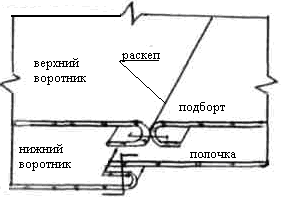 верхний
воротник
раскеп
подборт
нижний
воротник
полочка